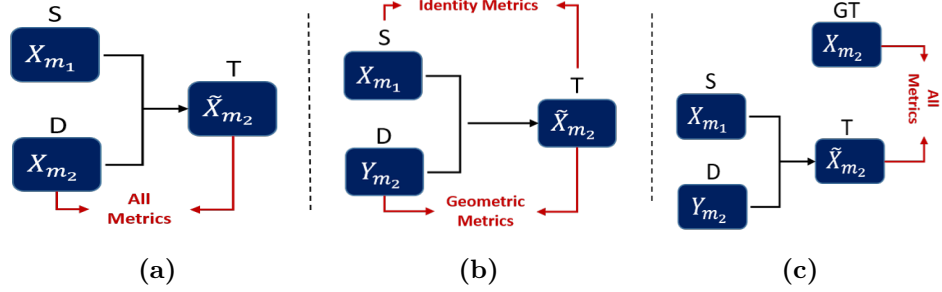 S
X_{m_1}
T
X̃_{m_2}
D
X_{m_2}
All
Metrics
(a)
Identity Metrics
S
X_{m_1}
T
X̃_{m_2}
D
Y_{m_2}
Geometric
Metrics
(b)
GT
X_{m_2}
All
Metrics
S
X_{m_1}
T
X̃_{m_2}
D
Y_{m_2}
(c)